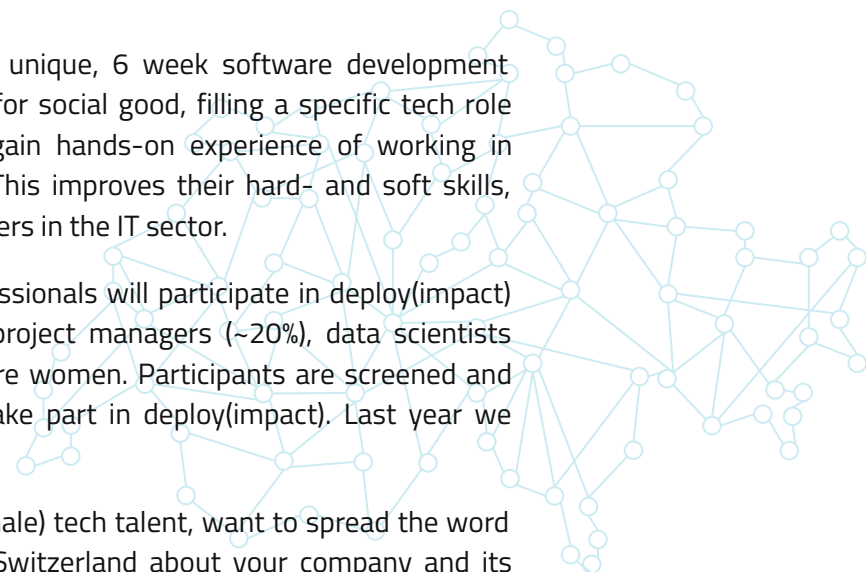 unique, 6 week software development
for social good, filling a specific tech role
gain hands-on experience of working in
This improves their hard- and soft skills,
ers in the IT sector.
ssionals will participate in deploy(impact)
project managers (~20%), data scientists
re women. Participants are screened and
ake part in deploy(impact). Last year we
ale) tech talent, want to spread the word
Switzerland about your company and its